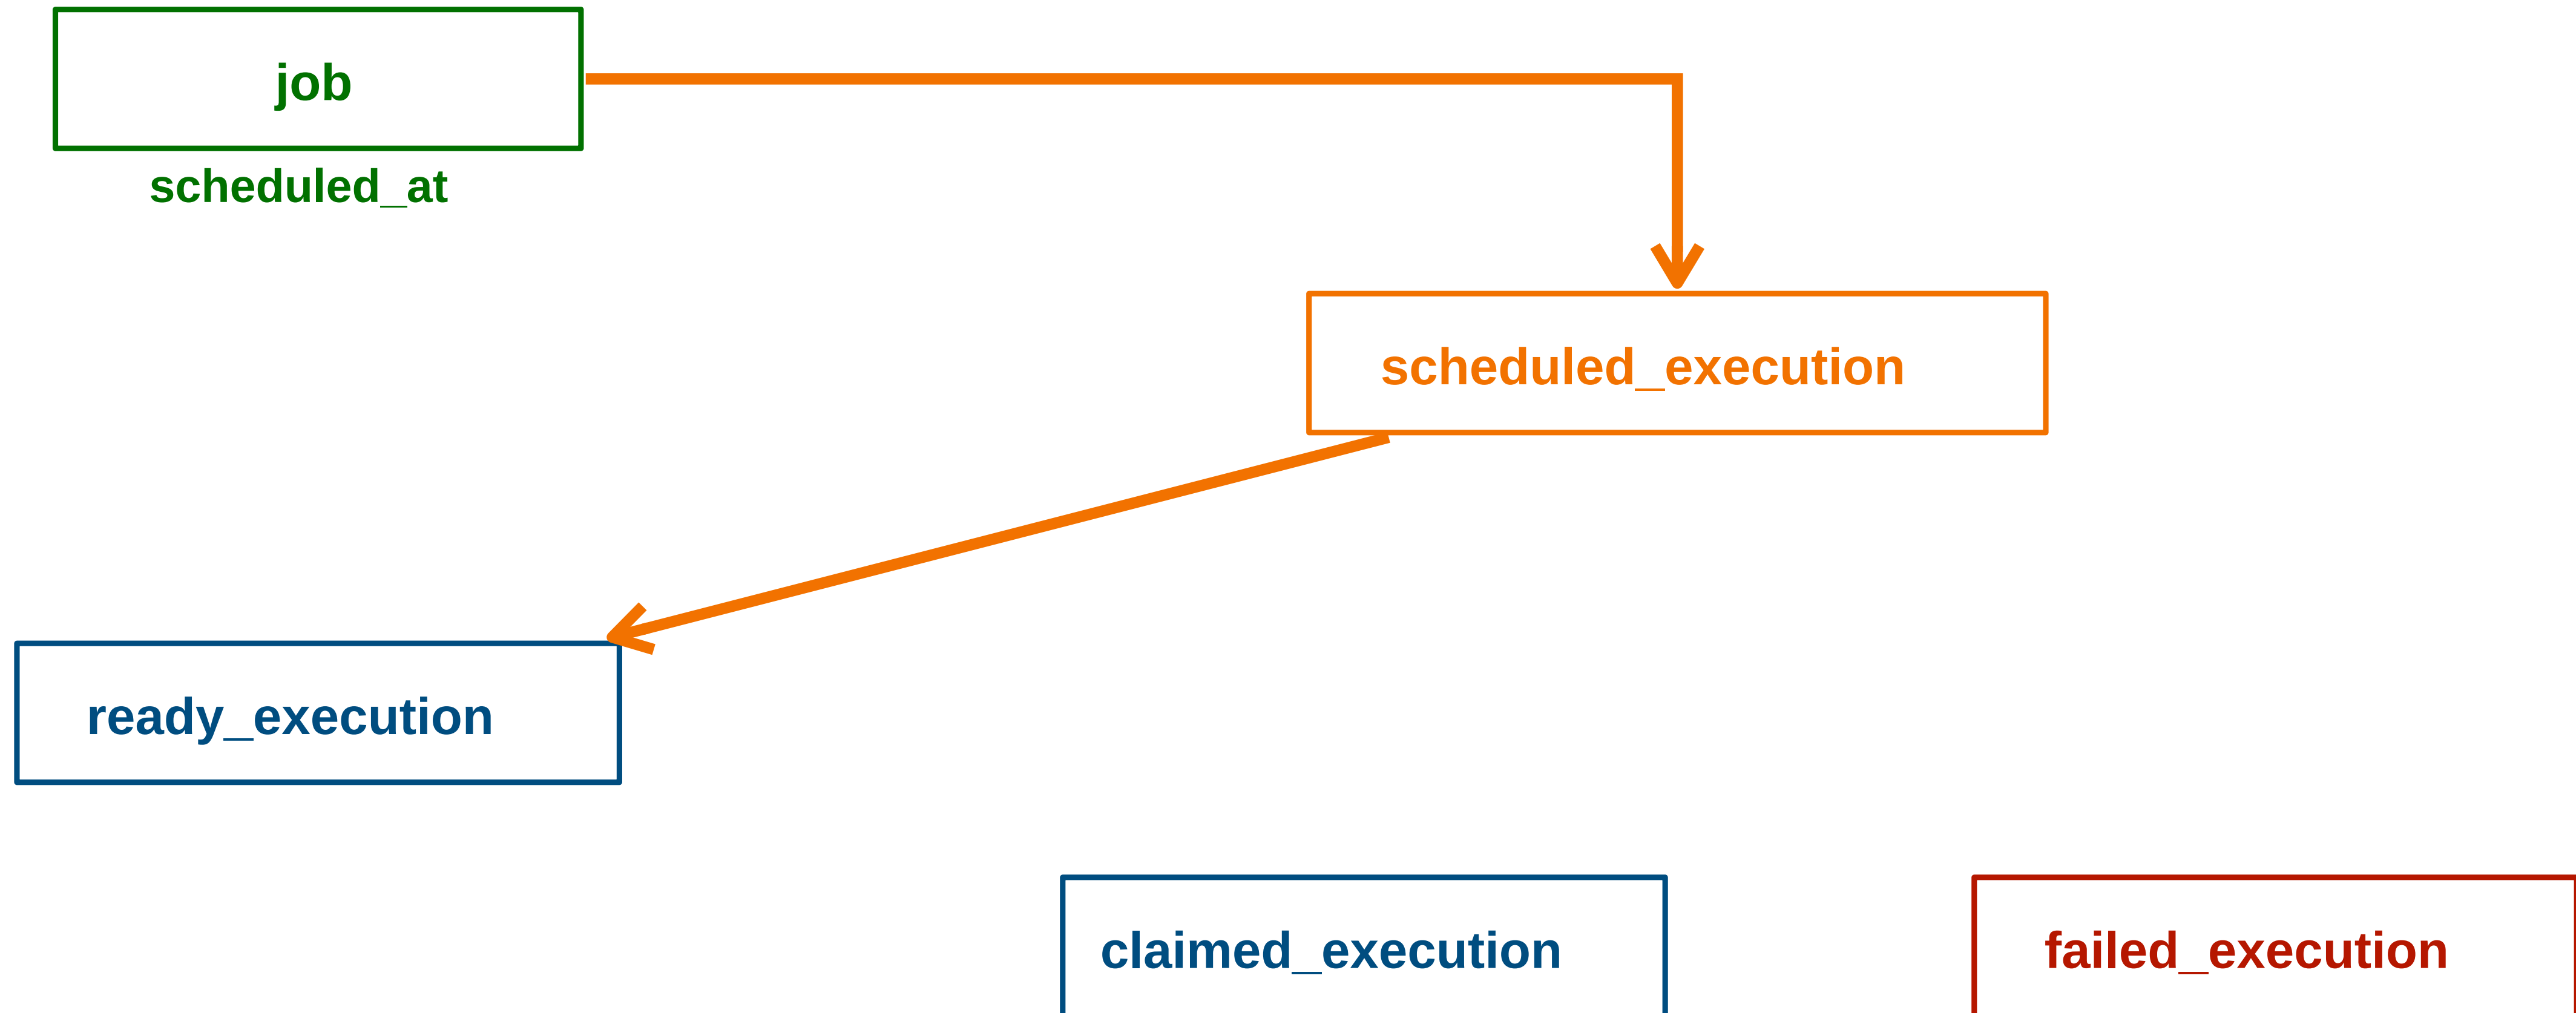 job
scheduled_at
scheduled_execution
ready_execution
claimed_execution
failed_execution